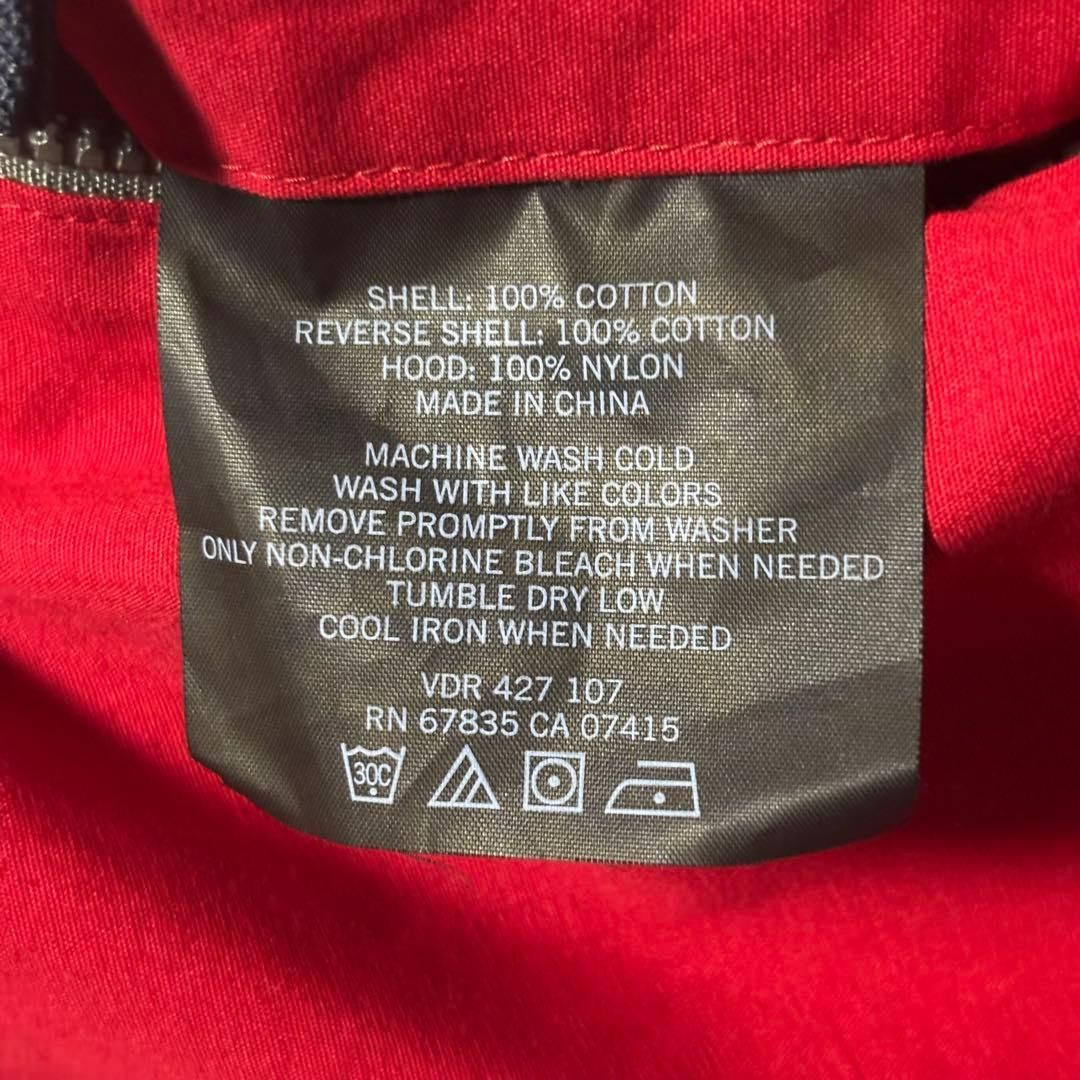 SHELL: 100% COTTON
REVERSE SHELL: 100% COTTON
HOOD: 100% NYLON
MADE IN CHINA
MACHINE WASH COLD
WASH WITH LIKE COLORS
REMOVE PROMPTLY FROM WASHER
ONLY NON-CHLORINE BLEACH WHEN NEEDED
TUMBLE DRY LOW
COOL IRON WHEN NEEDED
VDR 427 107
RN 67835 CA 07415
30C